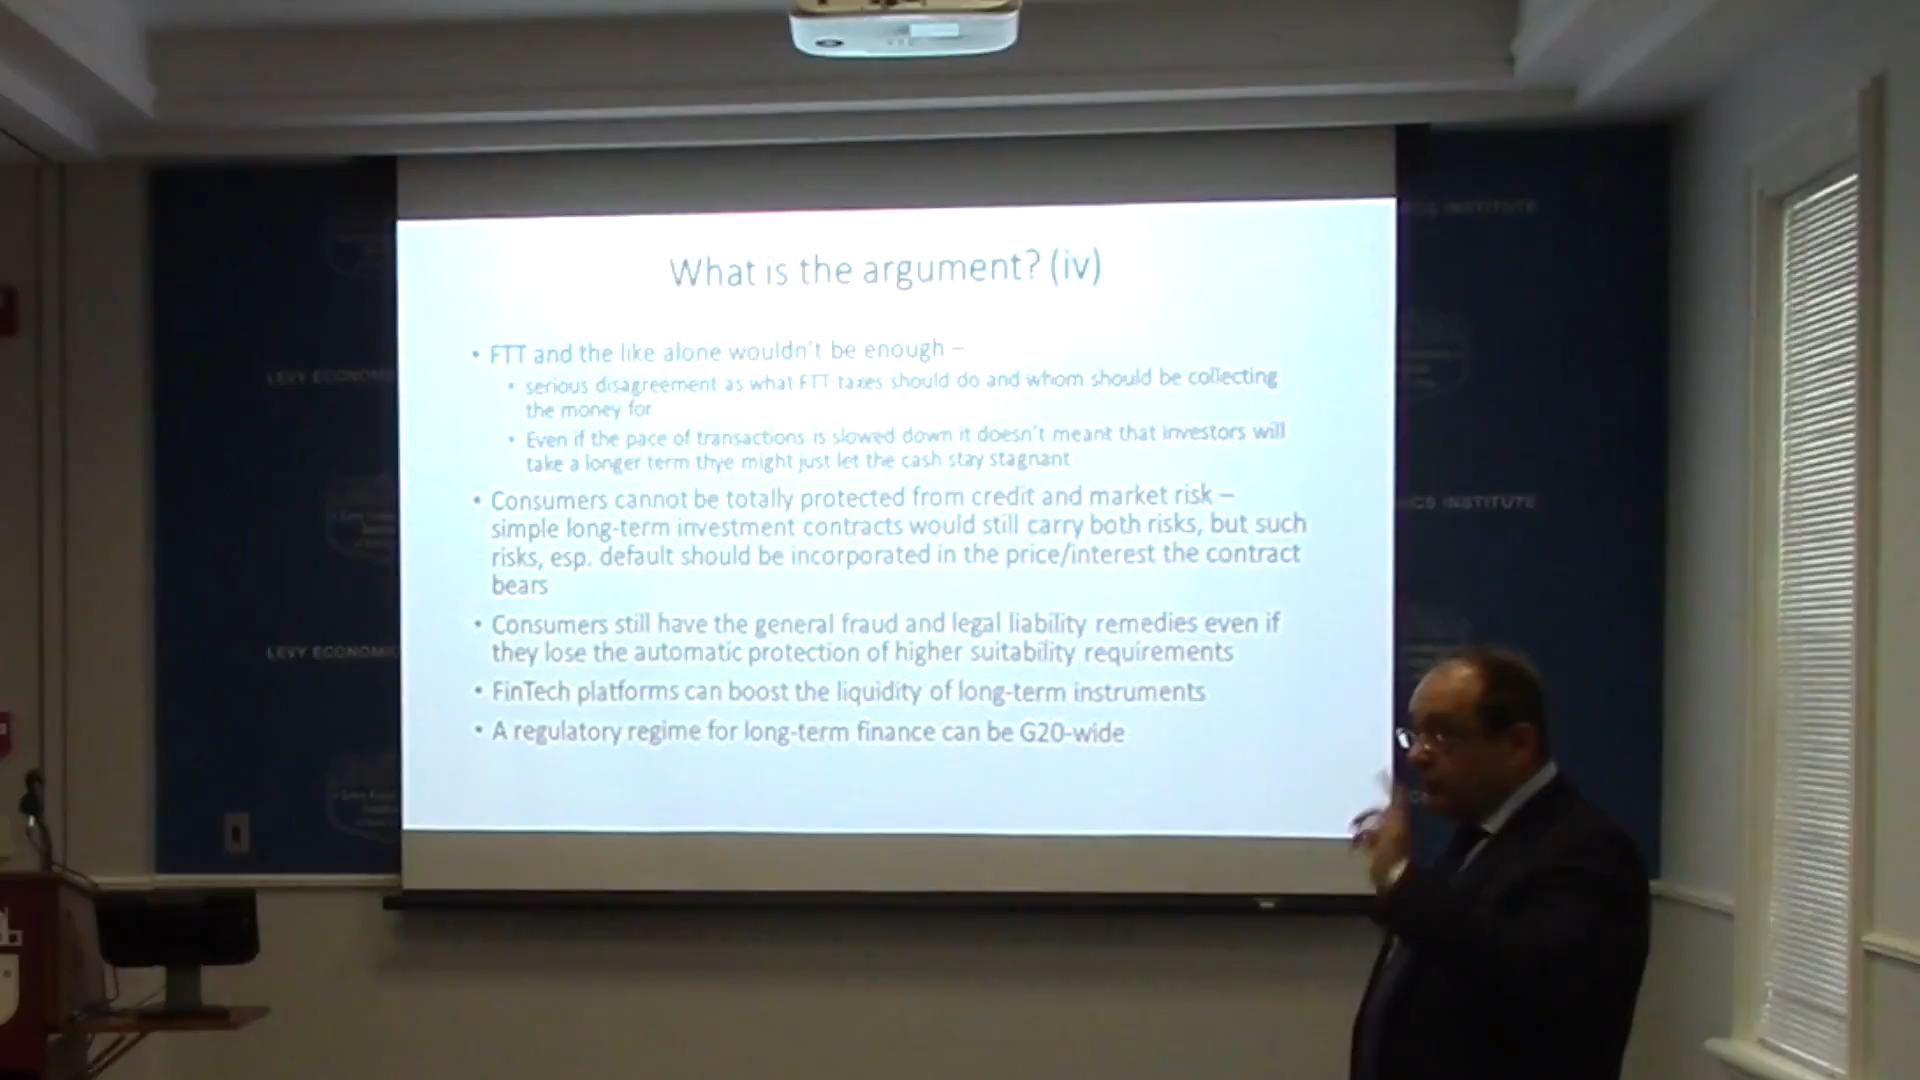 What is the argument? (iv)
• FTT and the like alone wouldn't be enough –
• serious disagreement as what FTT taxes should do and whom should be collecting
the money for
• Even if the pace of transactions is slowed down it doesn't meant that investors will
take a longer term thye might just let the cash stay stagnant
• Consumers cannot be totally protected from credit and market risk –
simple long-term investment contracts would still carry both risks, but such
risks, esp. default should be incorporated in the price/interest the contract
bears
• Consumers still have the general fraud and legal liability remedies even if
they lose the automatic protection of higher suitability requirements
• FinTech platforms can boost the liquidity of long-term instruments
• A regulatory regime for long-term finance can be G20-wide
LEVY ECONOM
LEVY ECONOM
CS INSTITUTE
CS INSTITUTE